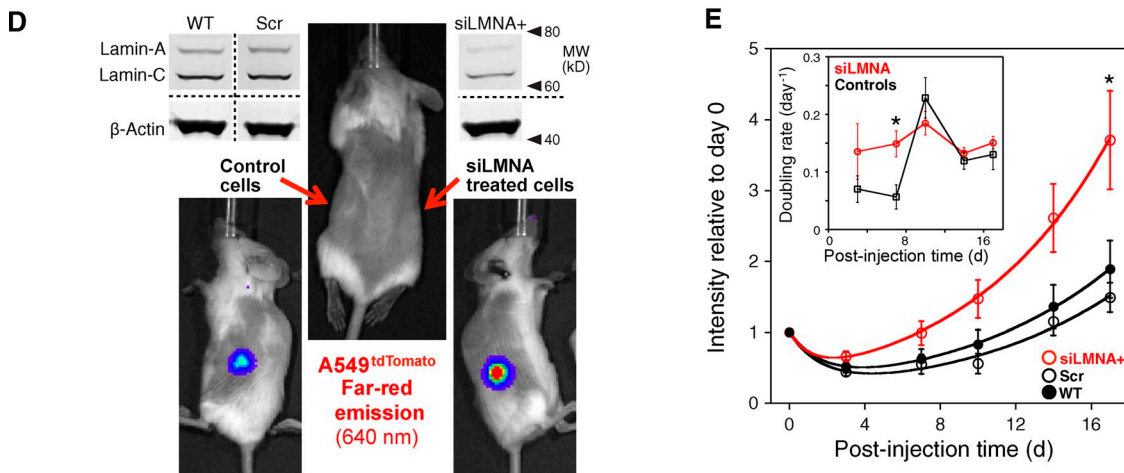 D
WT
Scr
siLMNA+
Lamin-A
Lamin-C
β-Actin
80
MW
(kD)
60
40
Control
cells
siLMNA
treated cells
A549tdTomato
Far-red
emission
(640 nm)
E
Intensity relative to day 0
5
4
3
2
1
0
0
4
8
12
16
Post-injection time (d)
*
siLMNA+
Scr
WT
siLMNA
Controls
*
Doubling rate (day⁻¹)
0.3
0.2
0.1
0
0
8
16
Post-injection time (d)